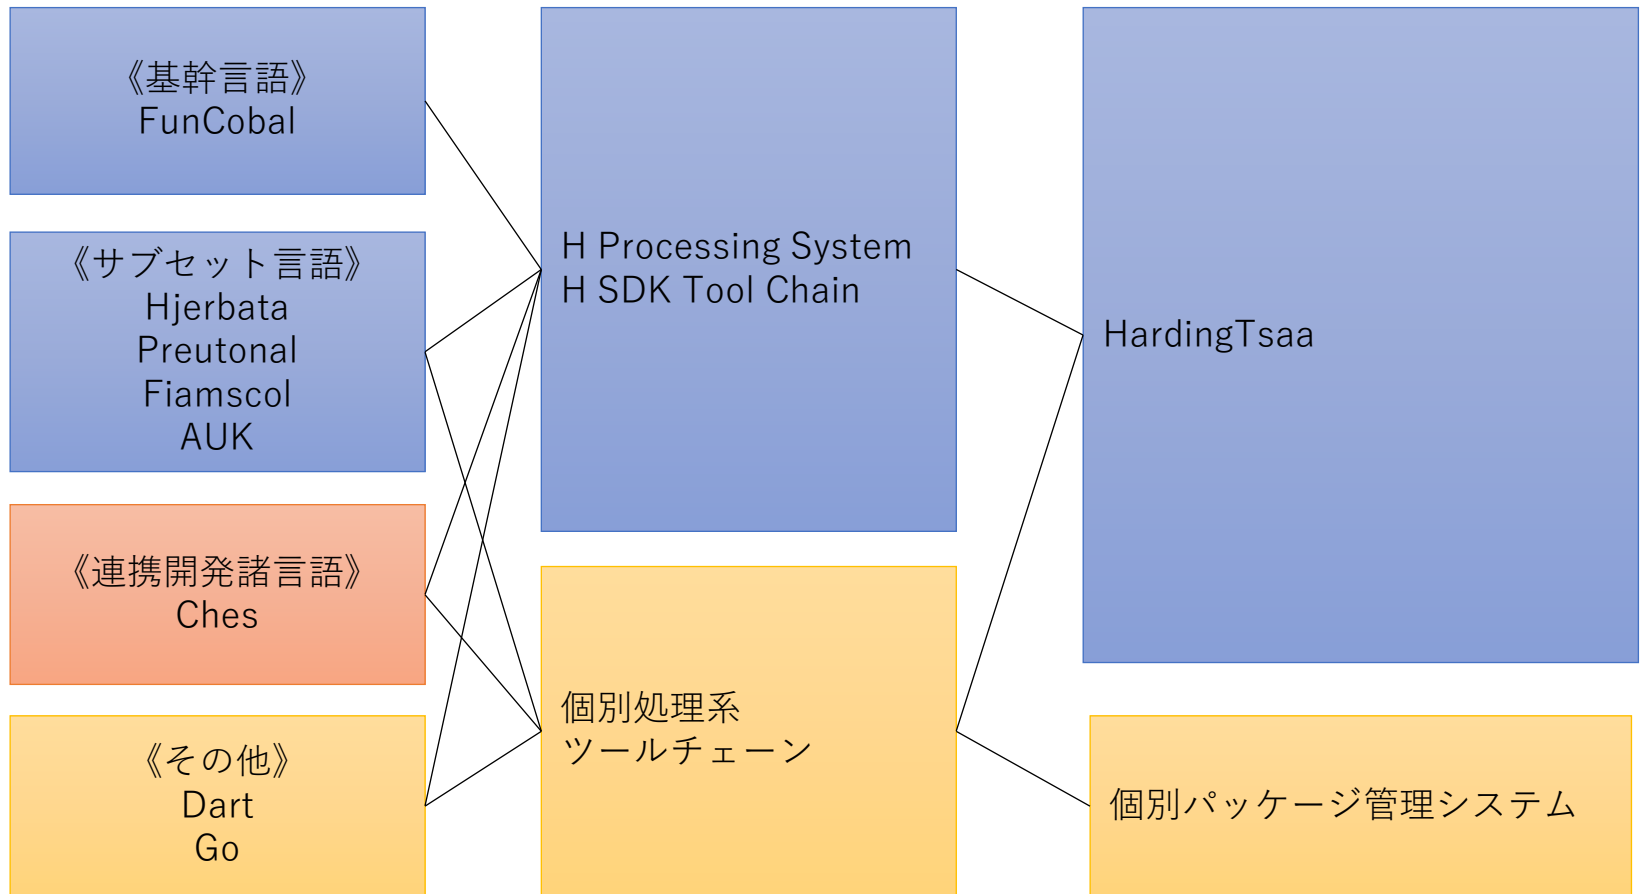 《基幹言語》
FunCobal
《サブセット言語》
Hjerbata
Preutonal
Fiamscol
AUK
《連携開発諸言語》
Ches
《その他》
Dart
Go
H Processing System
H SDK Tool Chain
個別処理系
ツールチェーン
HardingTsaa
個別パッケージ管理システム